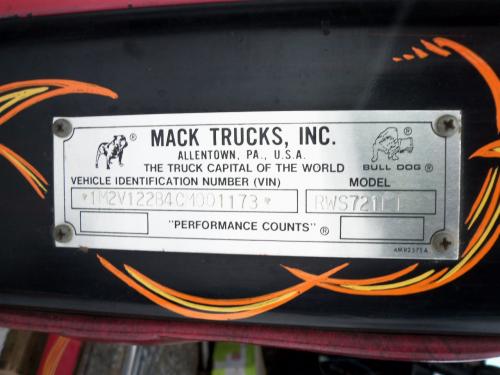 MACK TRUCKS, INC.
ALLENTOWN, PA., U.S.A.
THE TRUCK CAPITAL OF THE WORLD
BULL DOG ®
VEHICLE IDENTIFICATION NUMBER (VIN) MODEL
*1M2V122B4CM001173*
"PERFORMANCE COUNTS" ®